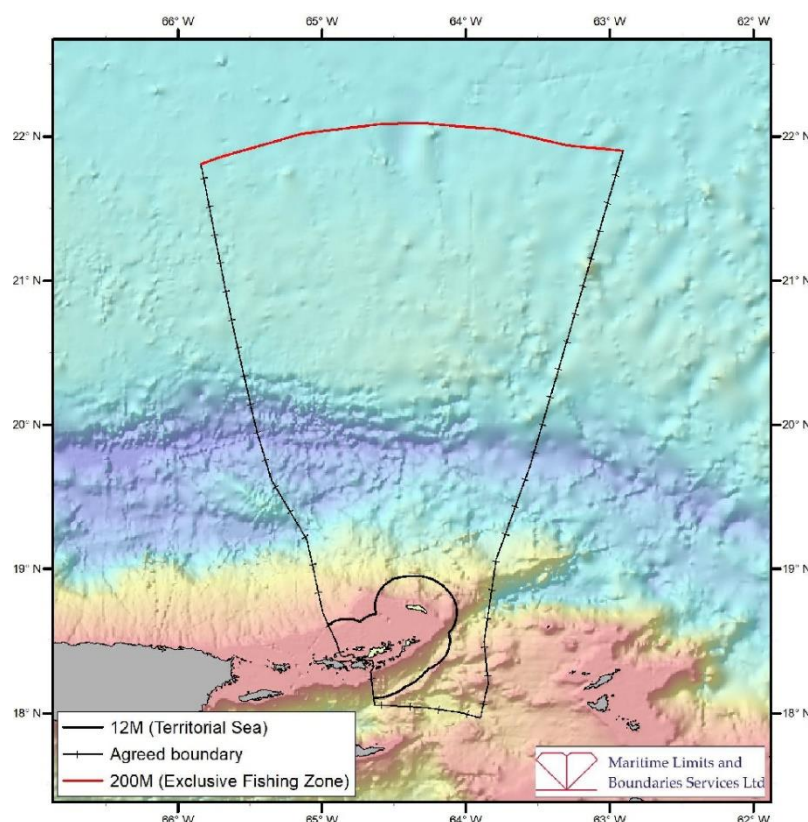 66° W 65° W 64° W 63° W 62° W
22° N 22° N
21° N 21° N
20° N 20° N
19° N 19° N
18° N 18° N
12M (Territorial Sea)
Agreed boundary
200M (Exclusive Fishing Zone)
Maritime Limits and
Boundaries Services Ltd
66° W 65° W 64° W 63° W 62° W